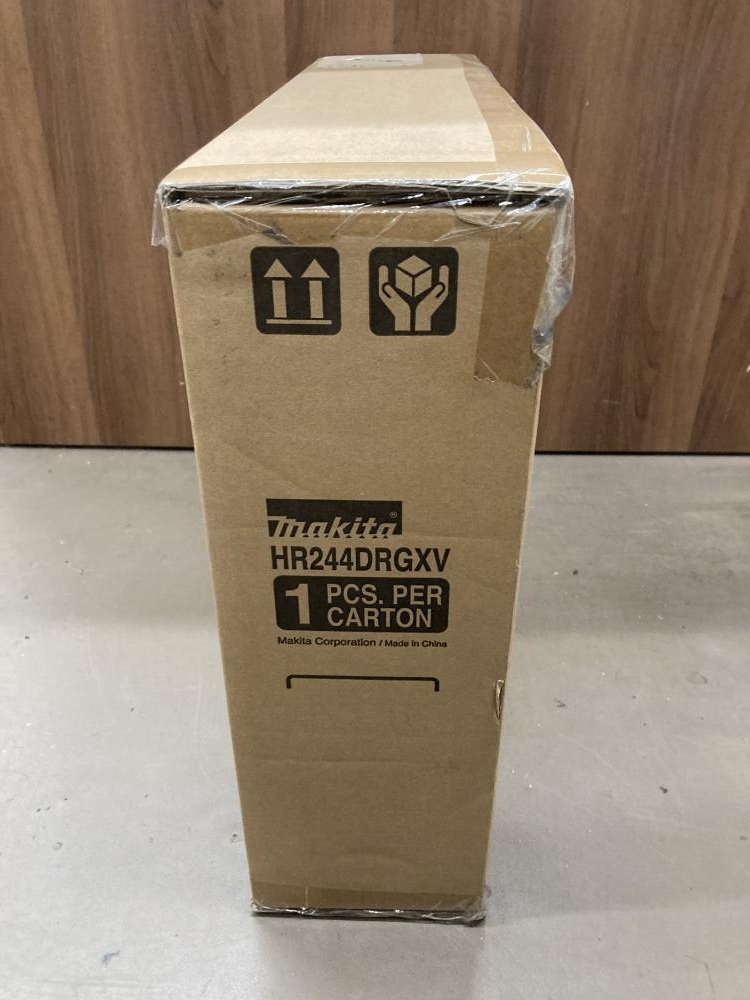 makita®
HR244DRGXV
1 PCS. PER
CARTON
Makita Corporation / Made in China